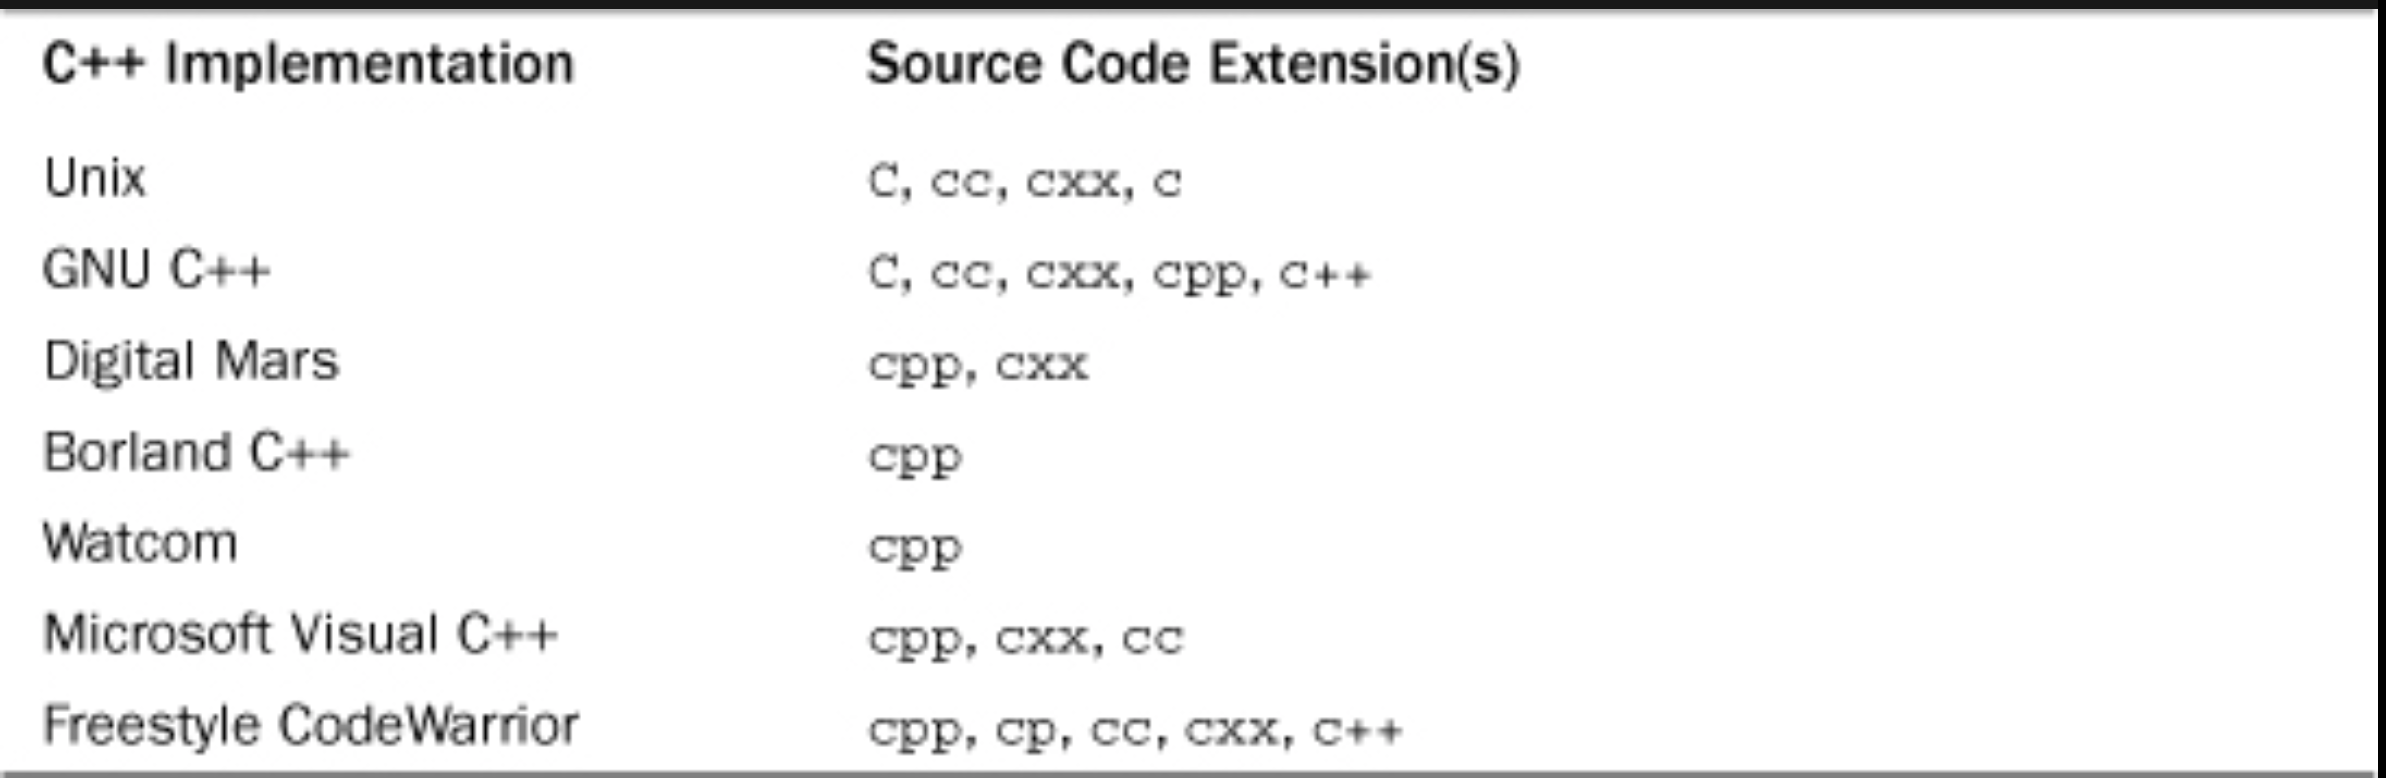 C++ Implementation Source Code Extension(s)
Unix C, cc, cxx, c
GNU C++ C, cc, cxx, cpp, c++
Digital Mars cpp, cxx
Borland C++ cpp
Watcom cpp
Microsoft Visual C++ cpp, cxx, cc
Freestyle CodeWarrior cpp, cp, cc, cxx, c++